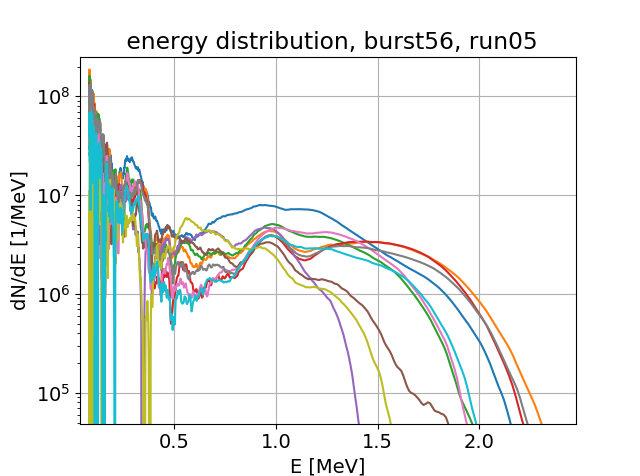 energy distribution, burst56, run05
dN/dE [1/MeV]
10⁸
10⁷
10⁶
10⁵
0.5 1.0 1.5 2.0
E [MeV]